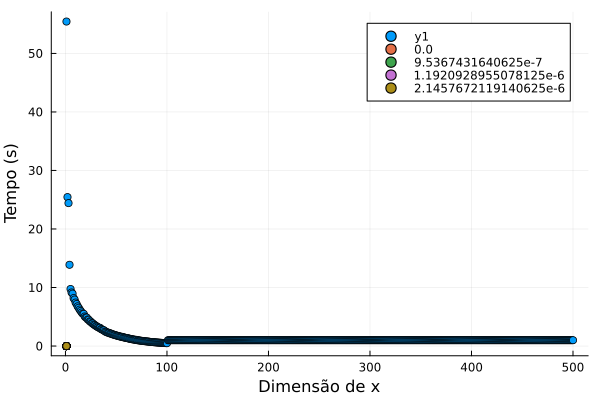 y1
0.0
9.5367431640625e-7
1.1920928955078125e-6
2.1457672119140625e-6
Tempo (s)
50
40
30
20
10
0
0 100 200 300 400 500
Dimensão de x